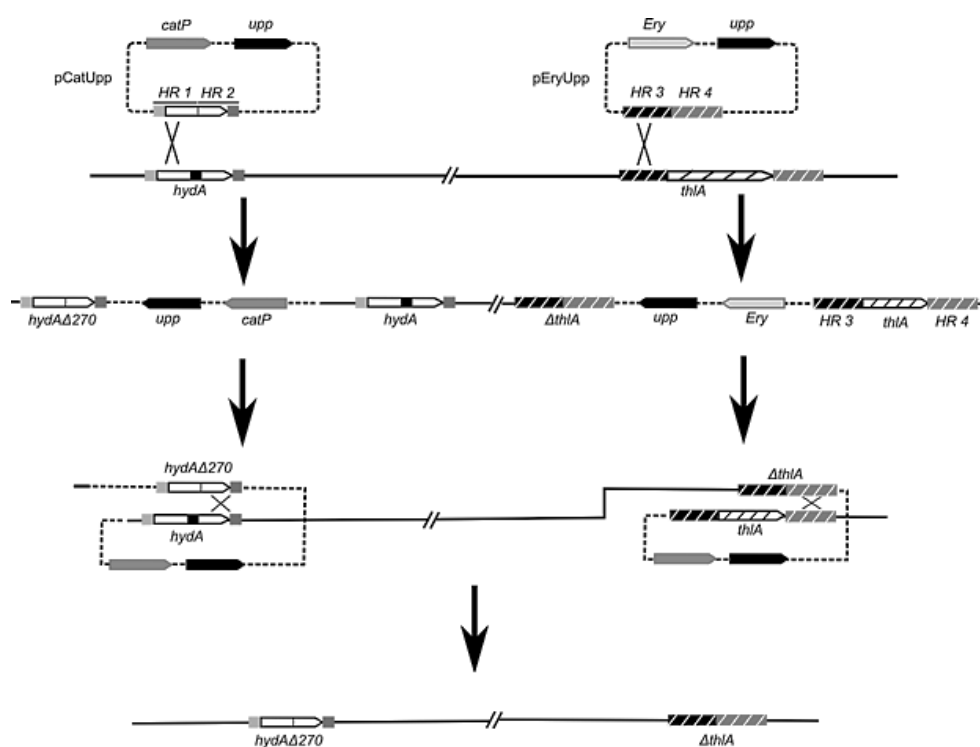 catP upp Ery upp
pCatUpp pEryUpp
HR 1 HR 2 HR 3 HR 4
hydA thlA
hydAΔ270 upp catP hydA ΔthlA upp Ery HR 3 thlA HR 4
hydAΔ270 ΔthlA
hydA thlA
hydAΔ270 ΔthlA